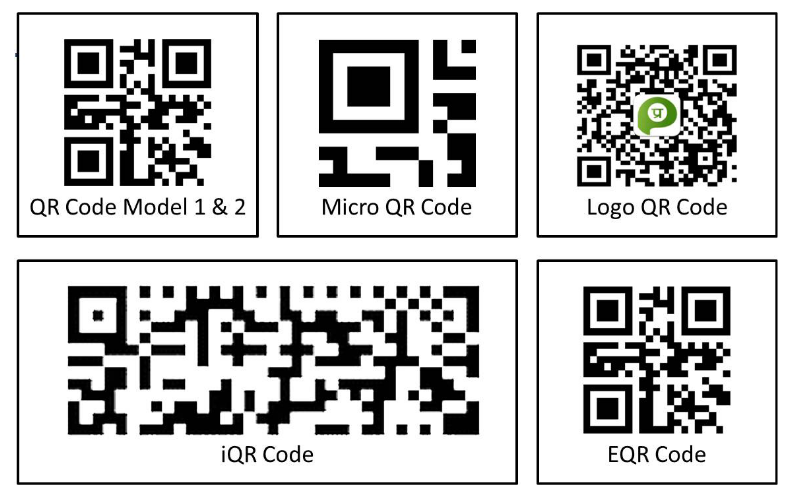 QR Code Model 1 & 2
Micro QR Code
प्र
Logo QR Code
iQR Code
EQR Code